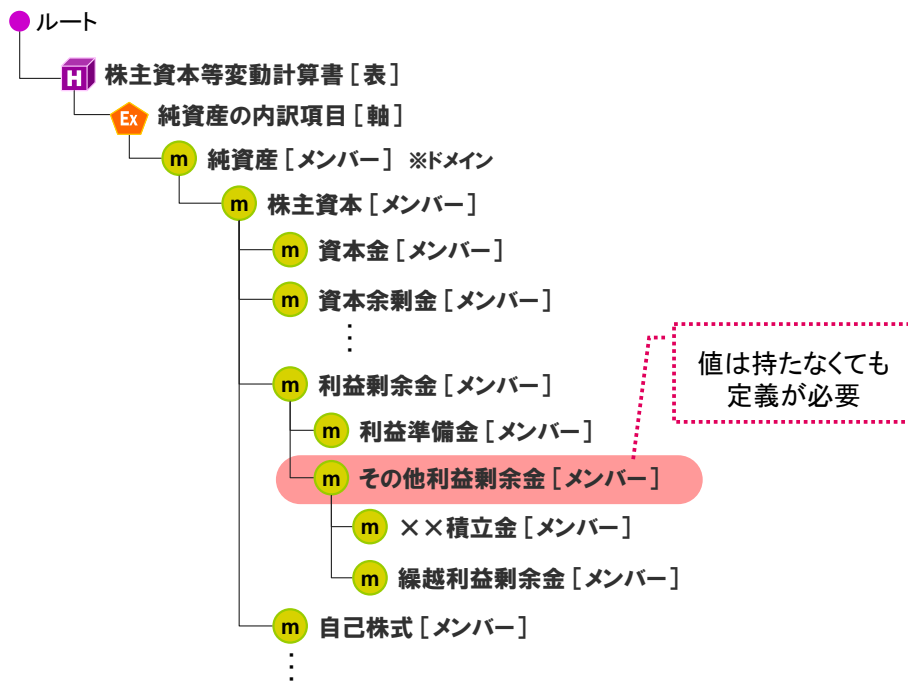 ルート
H 株主資本等変動計算書［表］
Ex 純資産の内訳項目［軸］
m 純資産［メンバー］ ※ドメイン
m 株主資本［メンバー］
m 資本金［メンバー］
m 資本余剰金［メンバー］
m 利益剰余金［メンバー］
値は持たなくても
定義が必要
m 利益準備金［メンバー］
m その他利益剰余金［メンバー］
m ××積立金［メンバー］
m 繰越利益剰余金［メンバー］
m 自己株式［メンバー］